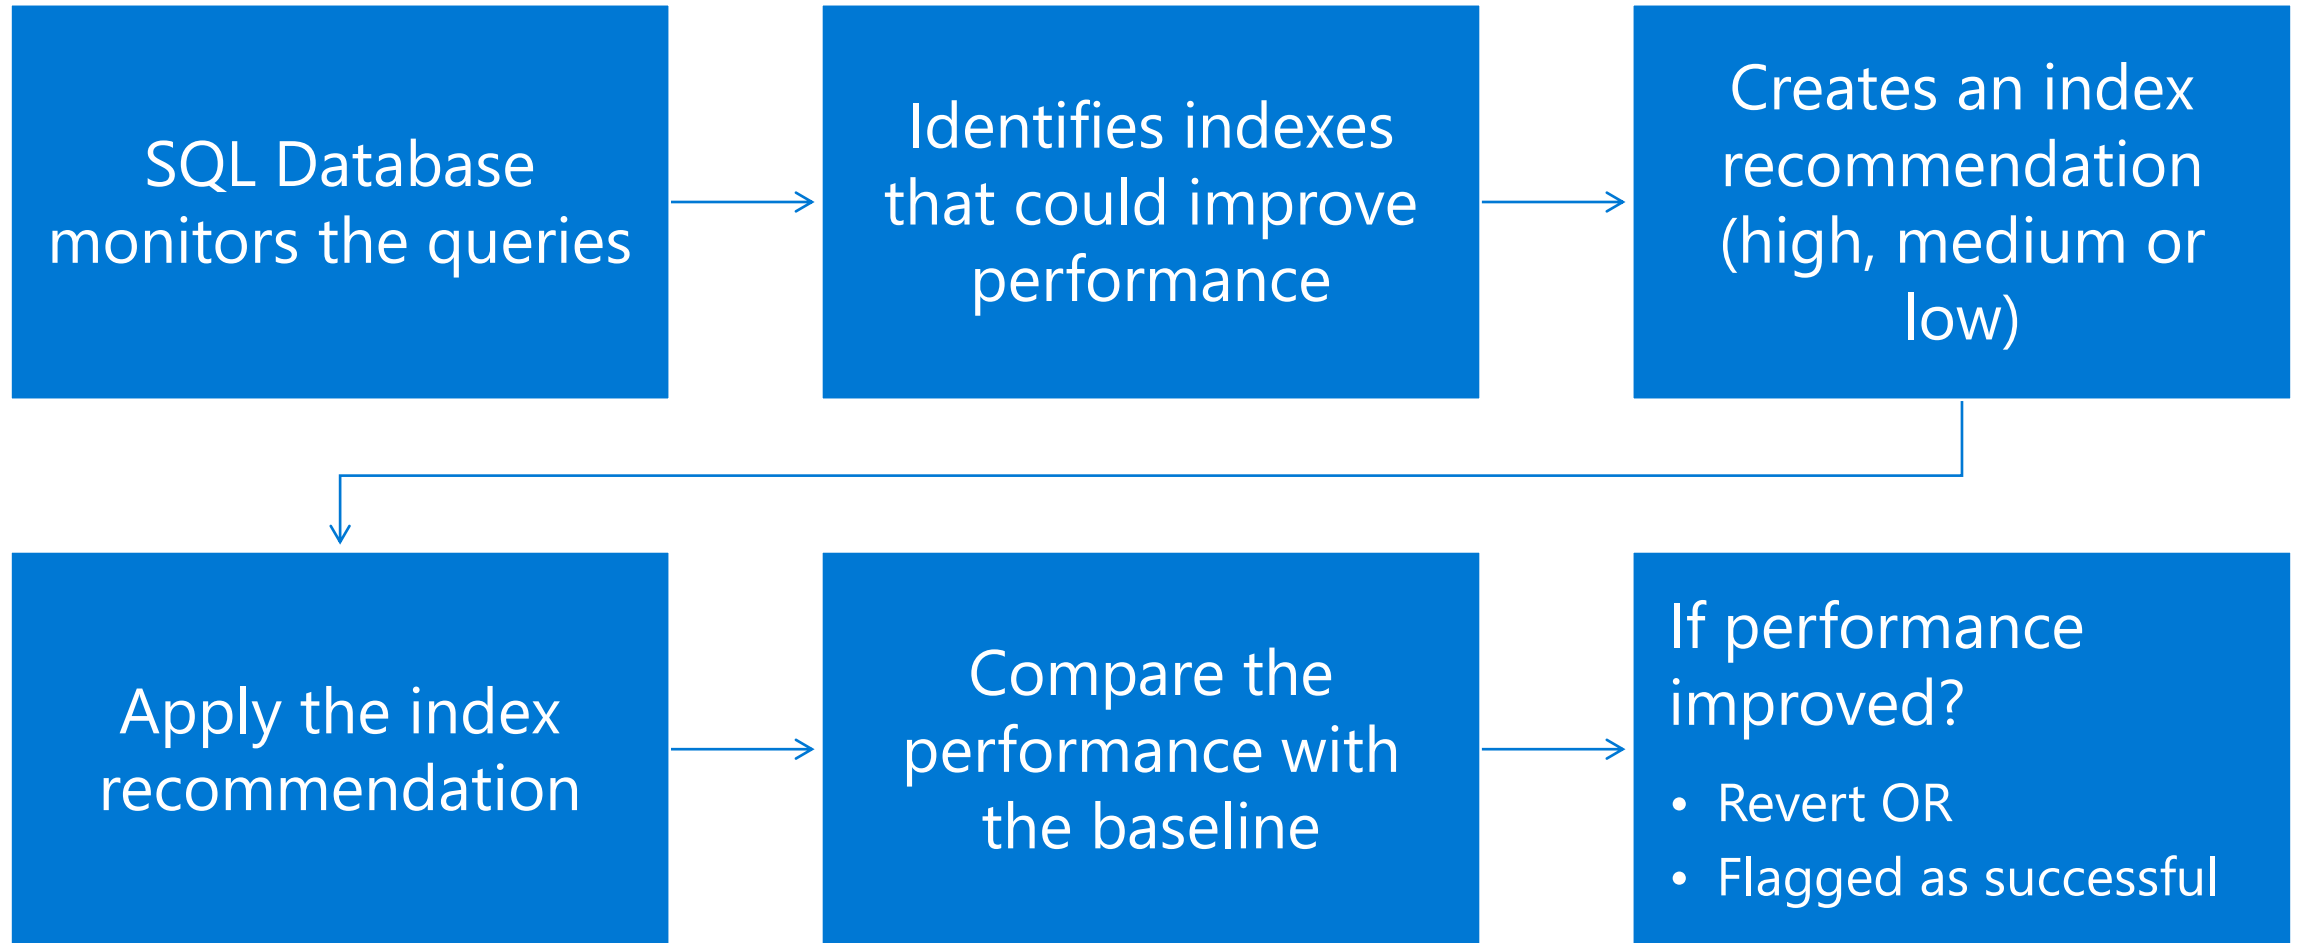 SQL Database
monitors the queries
Identifies indexes
that could improve
performance
Creates an index
recommendation
(high, medium or
low)
Apply the index
recommendation
Compare the
performance with
the baseline
If performance
improved?
• Revert OR
• Flagged as successful